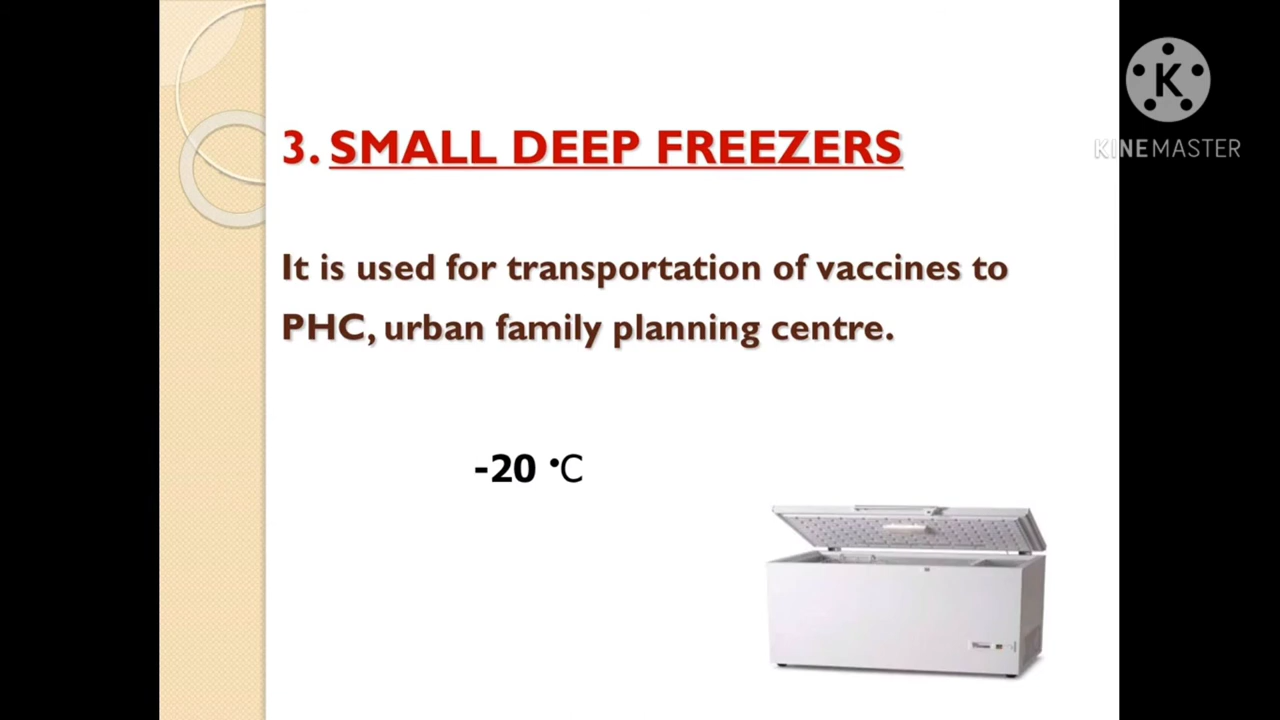 K
KINEMASTER
3. SMALL DEEP FREEZERS
It is used for transportation of vaccines to
PHC, urban family planning centre.
-20 •C